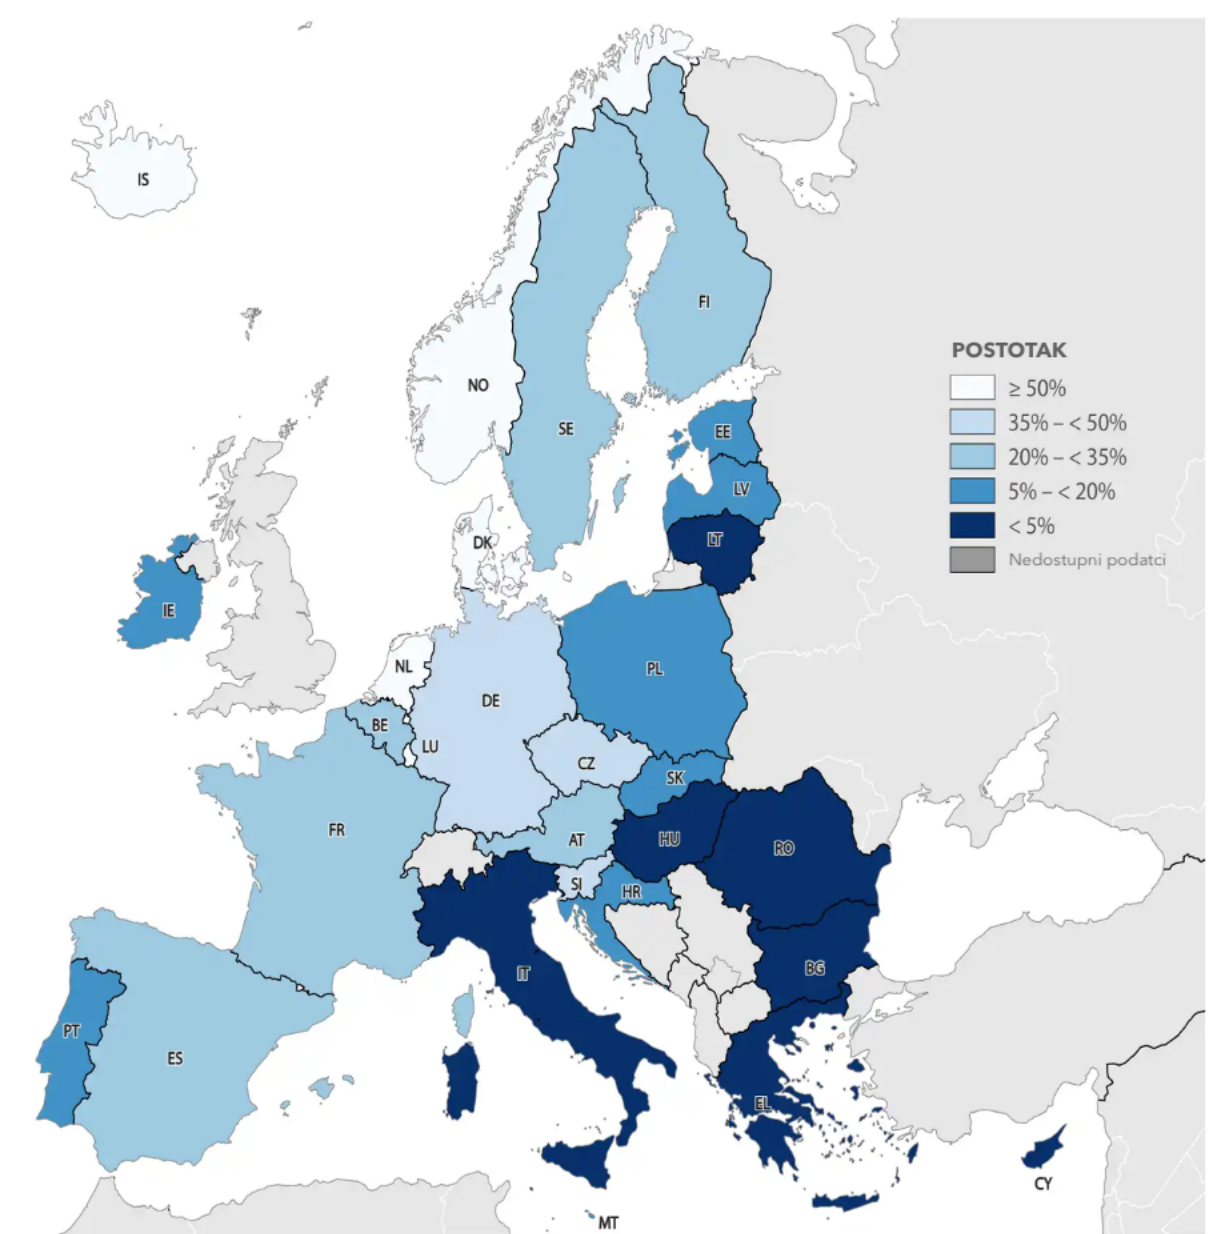 IS
FI
NO
SE
EE
LV
LT
DK
IE
NL
PL
DE
BE
LU
CZ
SK
FR
AT
HU
RO
SI
HR
BG
IT
PT
ES
EL
CY
MT
POSTOTAK
≥ 50%
35% – < 50%
20% – < 35%
5% – < 20%
< 5%
Nedostupni podatci